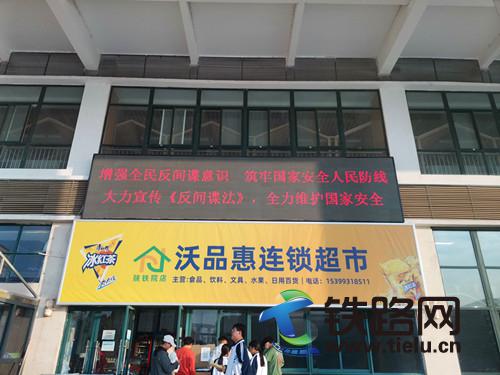 增强全民反间谍意识 筑牢国家安全人民防线
大力宣传《反间谍法》，全力维护国家安全
冰红茶
沃品惠连锁超市
陕铁院店
主营:食品、饮料、文具、水果、日用百货 | 电话: 15399318511
铁路网
www.tielu.cn